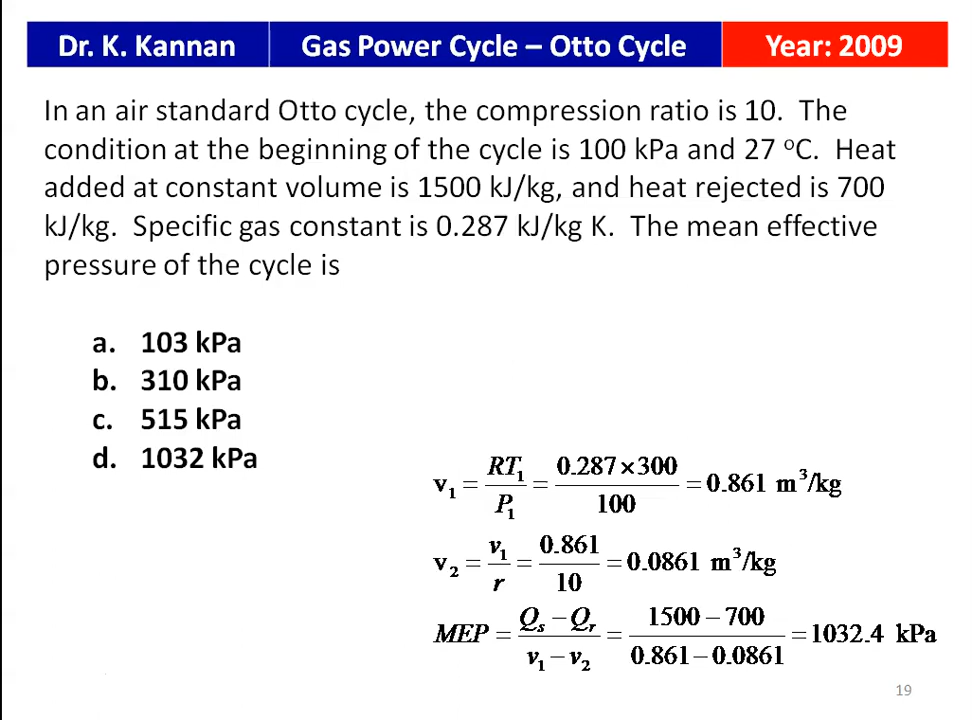 Dr. K. Kannan Gas Power Cycle – Otto Cycle Year: 2009
In an air standard Otto cycle, the compression ratio is 10. The
condition at the beginning of the cycle is 100 kPa and 27 °C. Heat
added at constant volume is 1500 kJ/kg, and heat rejected is 700
kJ/kg. Specific gas constant is 0.287 kJ/kg K. The mean effective
pressure of the cycle is
a. 103 kPa
b. 310 kPa
c. 515 kPa
d. 1032 kPa
v₁ = RT₁/P₁ = 0.287×300/100 = 0.861 m³/kg
v₂ = v₁/r = 0.861/10 = 0.0861 m³/kg
MEP = Qₛ − Qᵣ/v₁ − v₂ = 1500 − 700/0.861 − 0.0861 = 1032.4 kPa
19